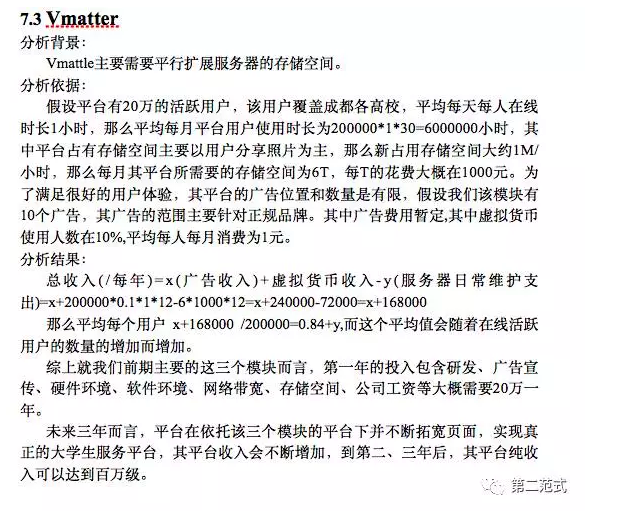 7.3 Vmatter
分析背景：
Vmattle主要需要平行扩展服务器的存储空间。
分析依据：
假设平台有20万的活跃用户，该用户覆盖成都各高校，平均每天每人在线
时长1小时，那么平均每月平台用户使用时长为200000*1*30=6000000小时，其
中平台占有存储空间主要以用户分享照片为主，那么新占用存储空间大约1M/
小时，那么每月其平台所需要的存储空间为6T，每T的花费大概在1000元。为
了满足很好的用户体验，其平台的广告位置和数量是有限，假设我们该模块有
10个广告，其广告的范围主要针对正规品牌。其中广告费用暂定,其中虚拟货币
使用人数在10%,平均每人每月消费为1元。
分析结果：
总收入(/每年)=x(广告收入)+虚拟货币收入-y(服务器日常维护支
出)=x+200000*0.1*1*12-6*1000*12=x+240000-72000=x+168000
那么平均每个用户 x+168000 /200000=0.84+y,而这个平均值会随着在线活跃
用户的数量的增加而增加。
综上就我们前期主要的这三个模块而言，第一年的投入包含研发、广告宣
传、硬件环境、软件环境、网络带宽、存储空间、公司工资等大概需要20万一
年。
未来三年而言，平台在依托该三个模块的平台下并不断拓宽页面，实现真
正的大学生服务平台，其平台收入会不断增加，到第二、三年后，其平台纯收
入可以达到百万级。
第二范式